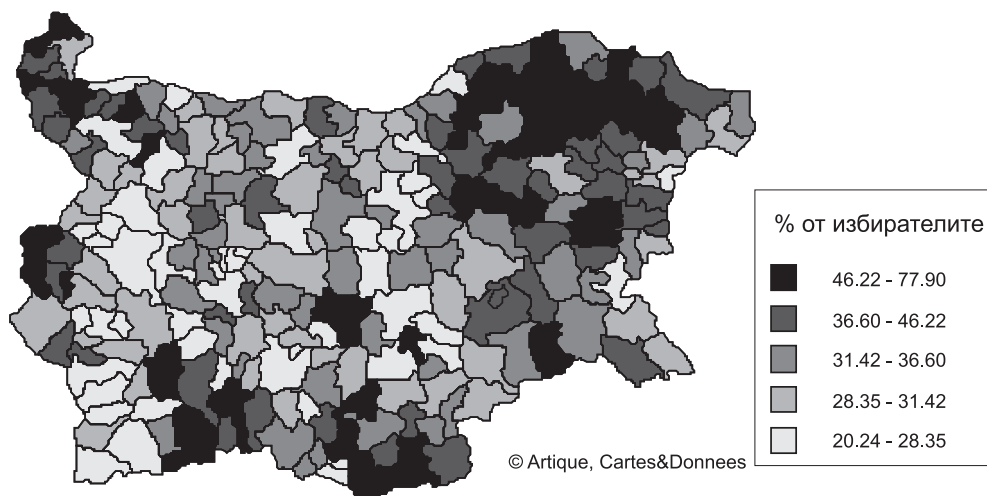 % от избирателите
46.22 - 77.90
36.60 - 46.22
31.42 - 36.60
28.35 - 31.42
20.24 - 28.35
© Artique, Cartes&Donnees